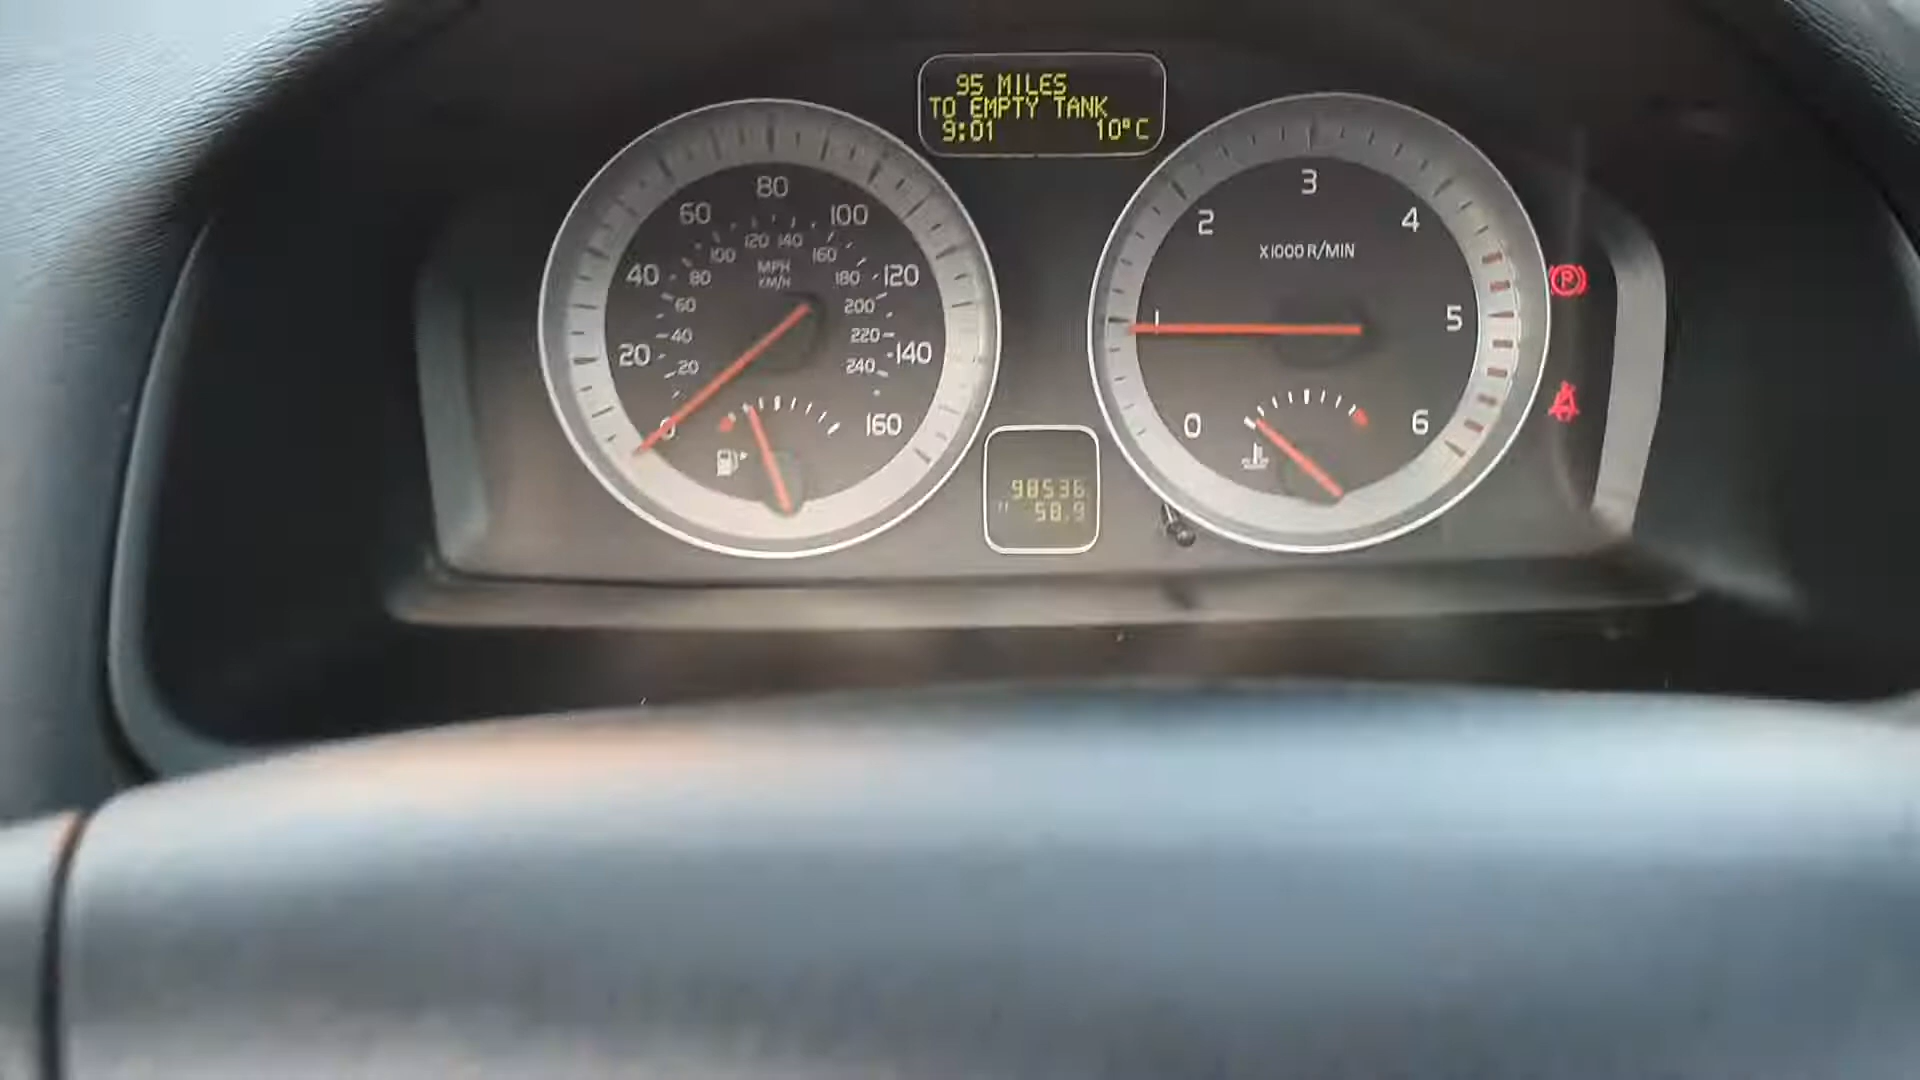 95 MILES
TO EMPTY TANK
9:01 10°C
80
60 100
120 140
100 160
MPH
KM/H
40 80 180 120
60 200
40 220
20 140
20 240
0 160
98536
58.9
3
2 4
X1000 R/MIN
1 5
0 6
P